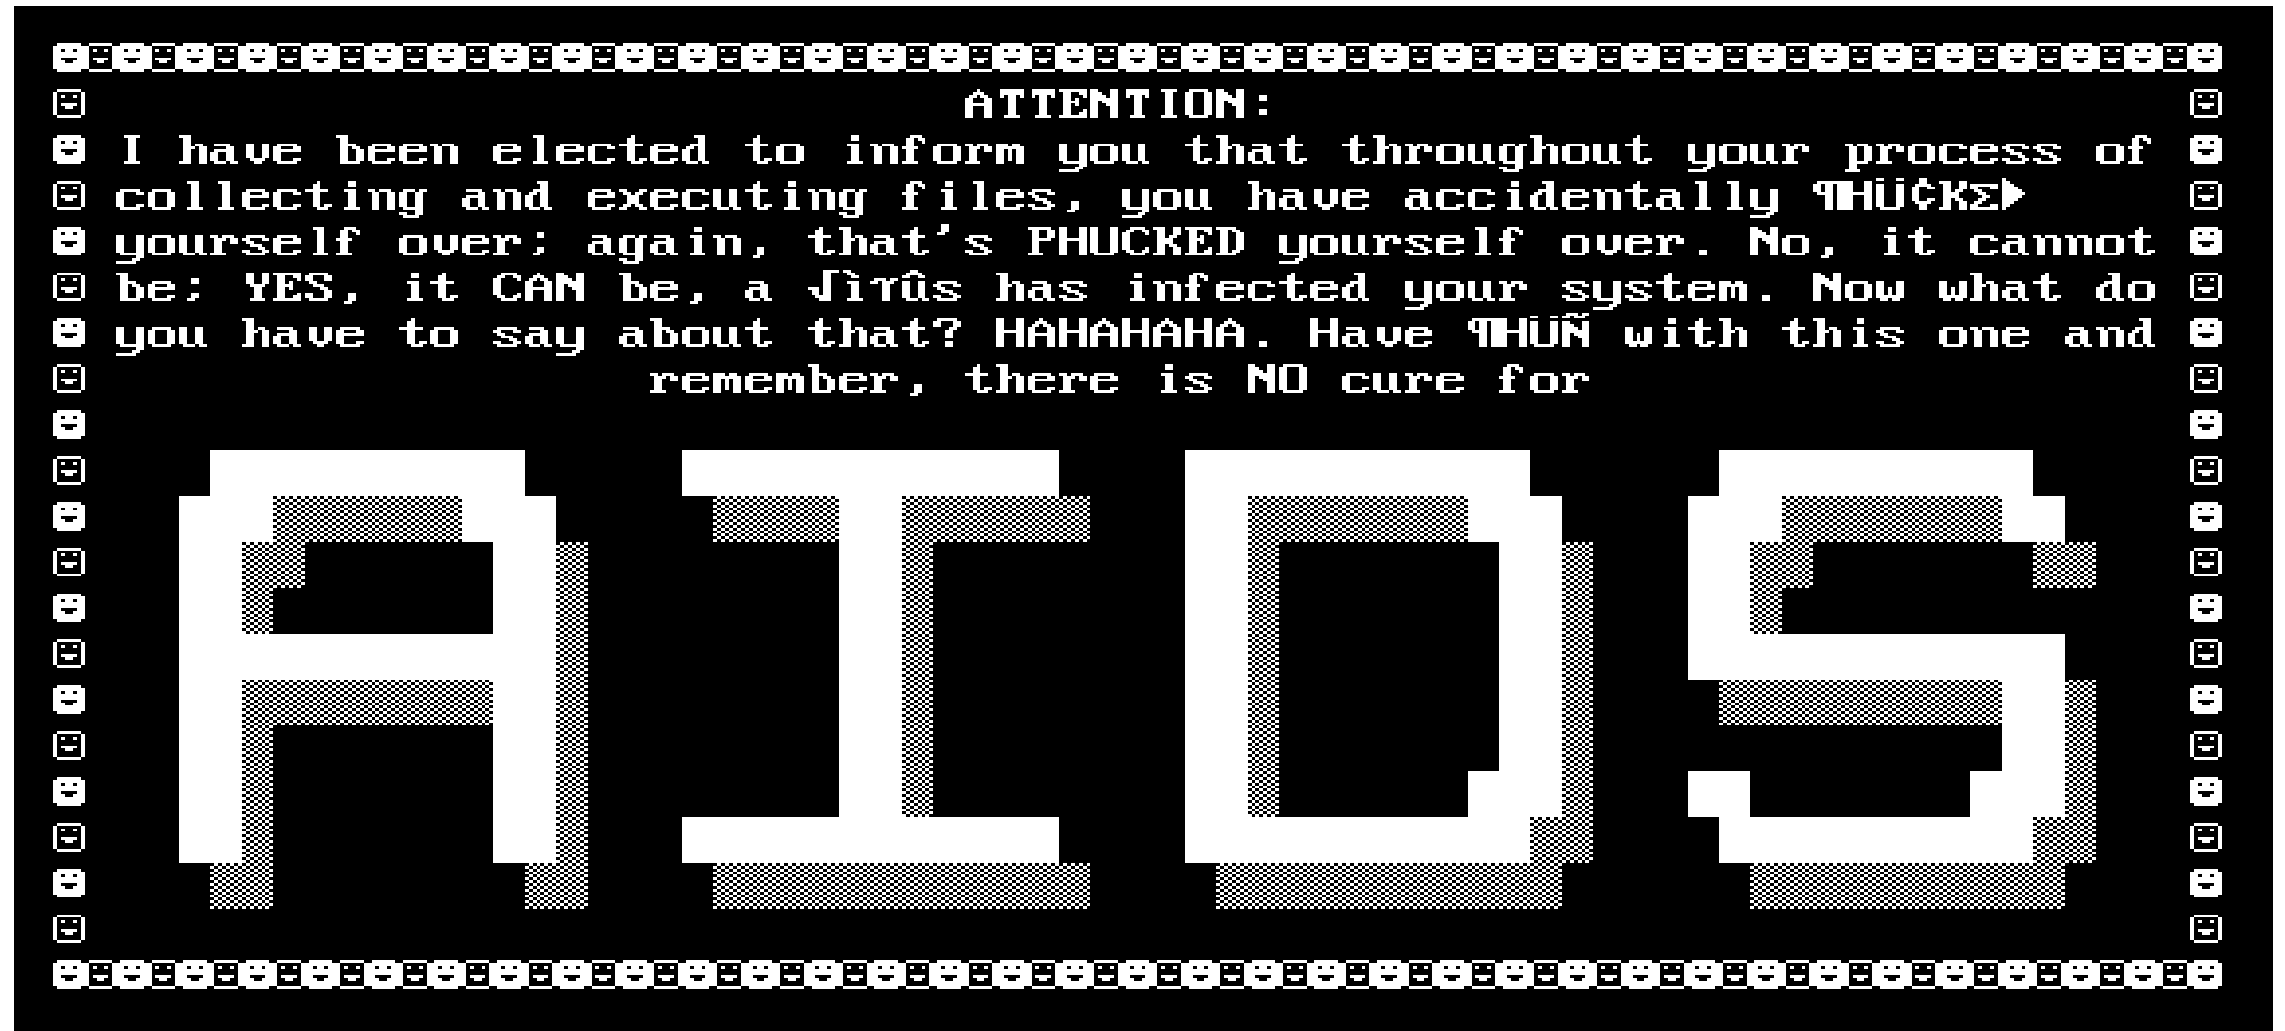 ATTENTION:
I have been elected to inform you that throughout your process of
collecting and executing files, you have accidentally ¶HÜ¢KΣ►
yourself over; again, that's PHUCKED yourself over. No, it cannot
be; YES, it CAN be, a √ìτûs has infected your system. Now what do
you have to say about that? HAHAHAHA. Have ¶HÜÑ with this one and
remember, there is NO cure for
AIDS